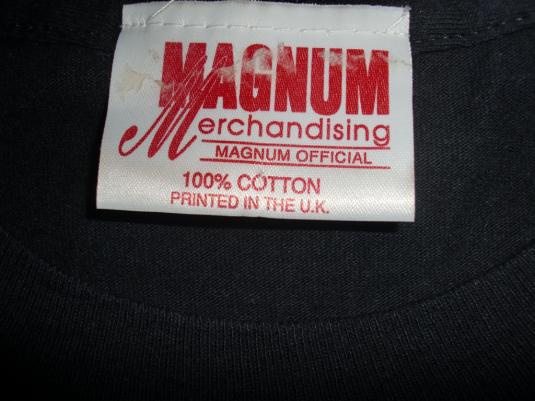 MAGNUM
Merchandising
MAGNUM OFFICIAL
100% COTTON
PRINTED IN THE U.K.